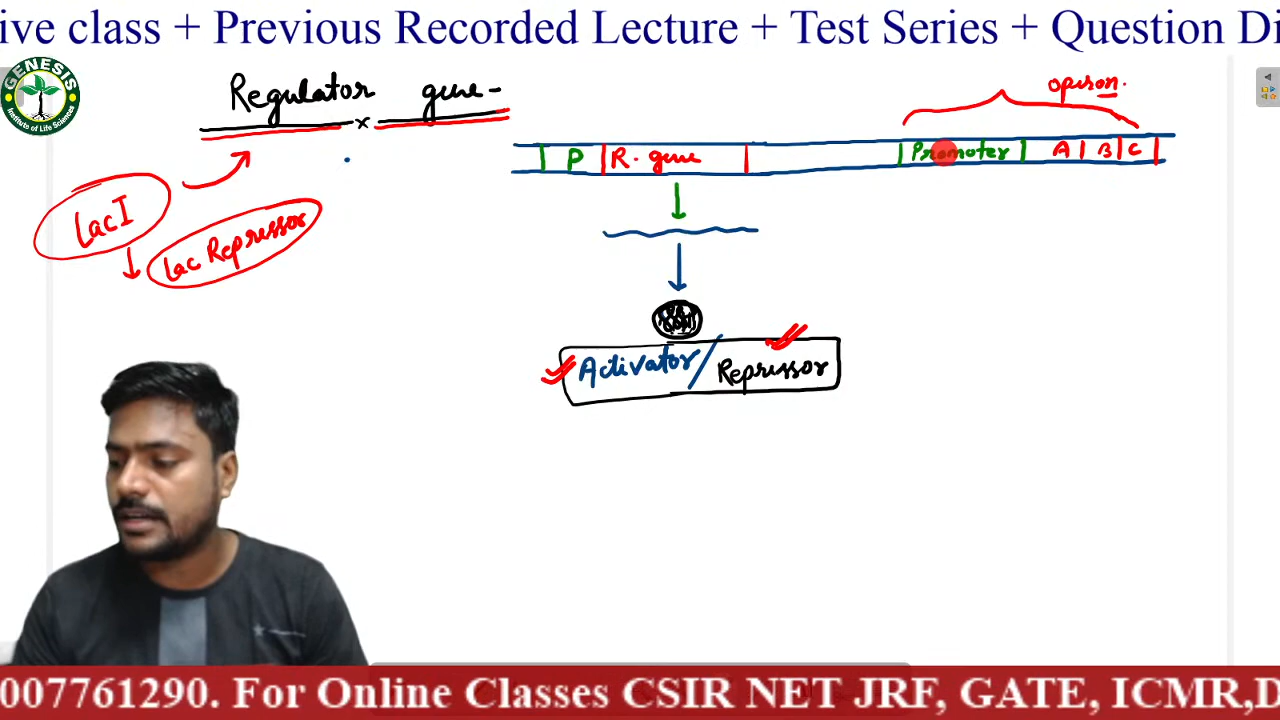 ive class + Previous Recorded Lecture + Test Series + Question Di
GENESIS
Institute of Life Sciences
Regulator gene-
operon.
P R. gene Promoter A B C
LacI
Lac Repressor
Activator / Repressor
007761290. For Online Classes CSIR NET JRF, GATE, ICMR,D